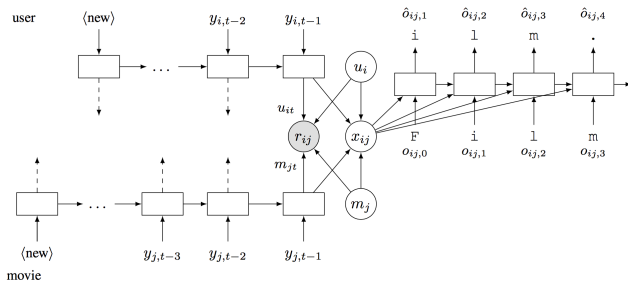 user
⟨new⟩ y_{i,t−2} y_{i,t−1}
ô_{ij,1} ô_{ij,2} ô_{ij,3} ô_{ij,4}
i l m .
...
u_i
u_{it}
r_{ij} x_{ij}
F i l m
o_{ij,0} o_{ij,1} o_{ij,2} o_{ij,3}
m_{jt}
m_j
...
⟨new⟩ y_{j,t−3} y_{j,t−2} y_{j,t−1}
movie